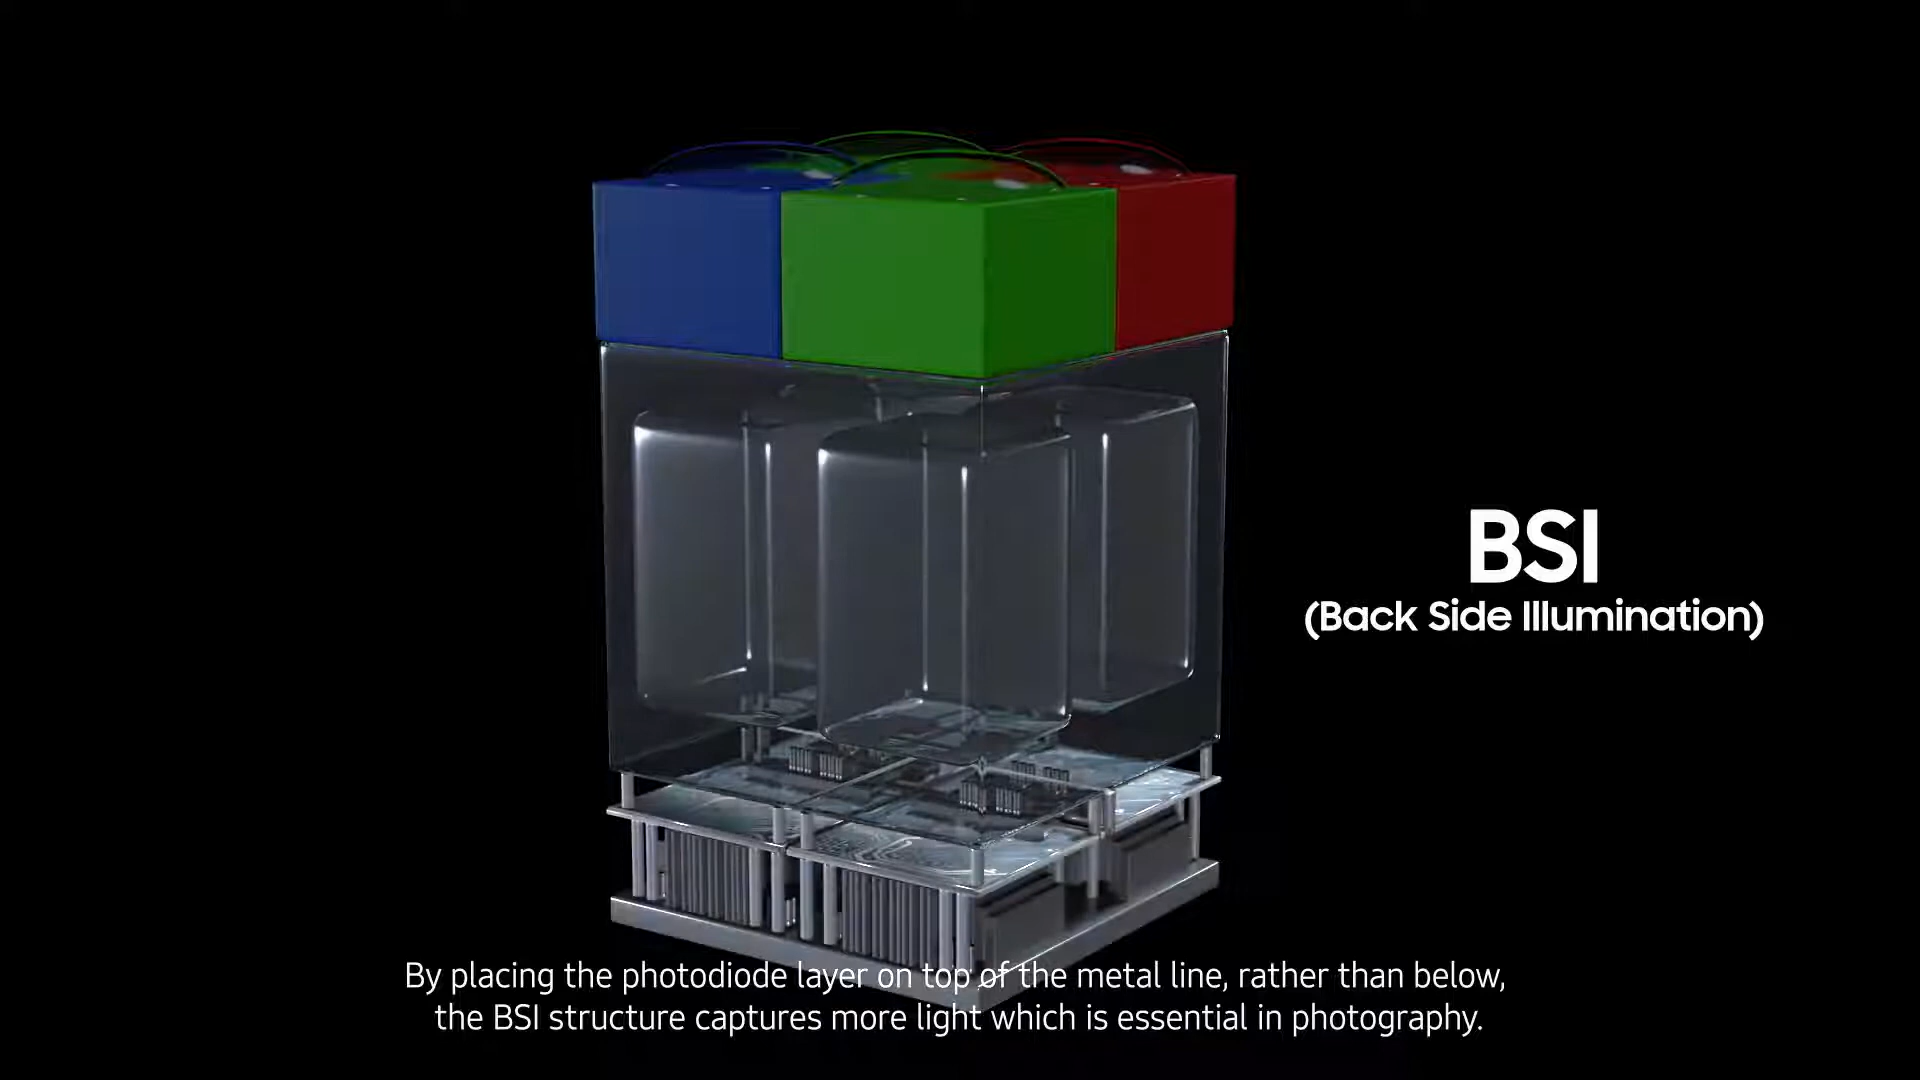 BSI
(Back Side Illumination)
By placing the photodiode layer on top of the metal line, rather than below,
the BSI structure captures more light which is essential in photography.